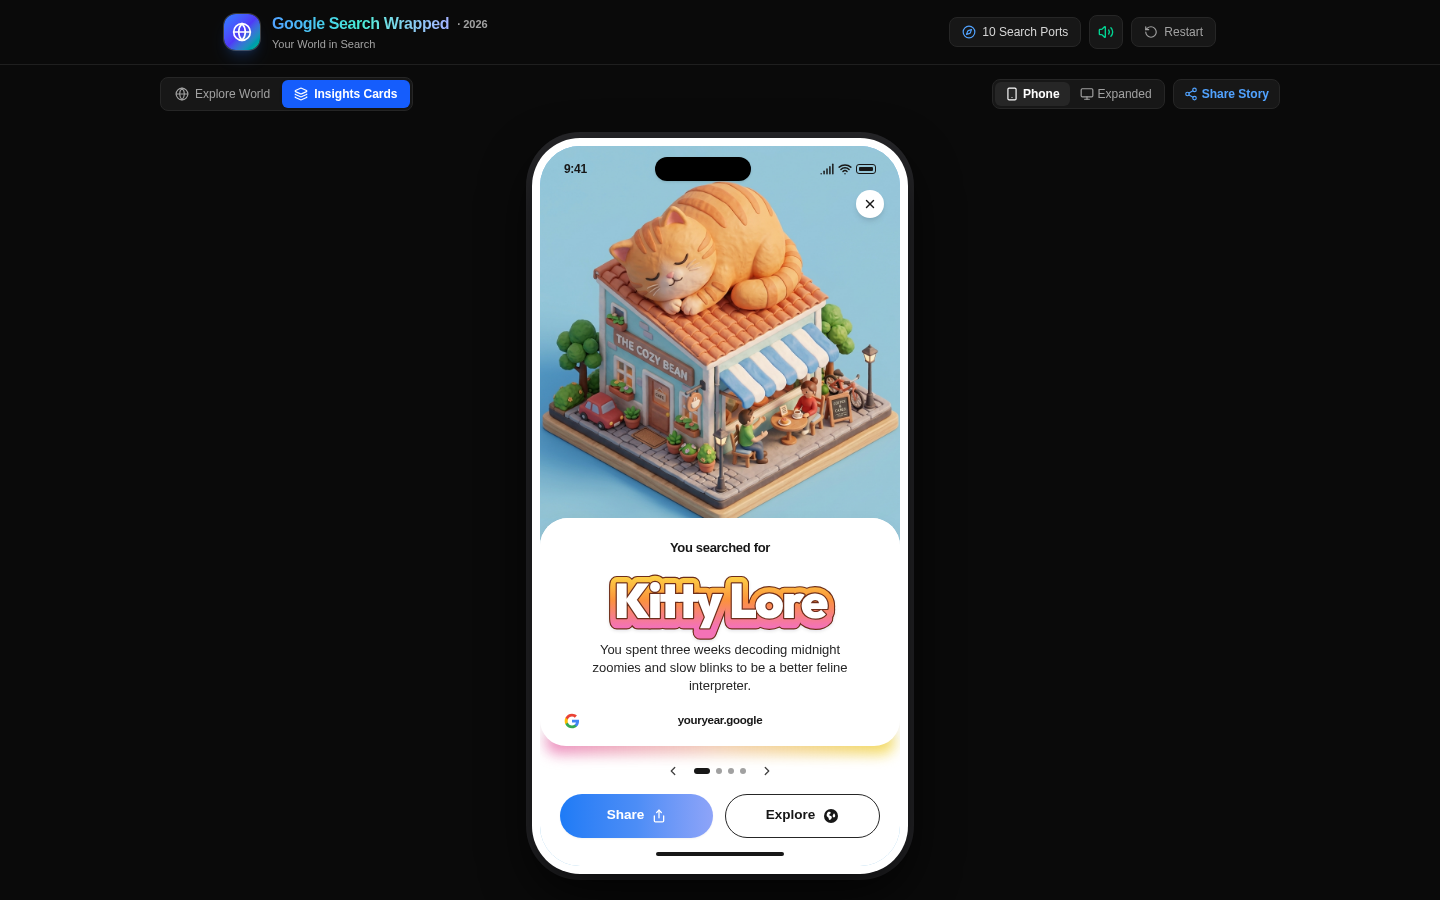 Google Search Wrapped · 2026
Your World in Search
10 Search Ports
Restart
Explore World
Insights Cards
Phone
Expanded
Share Story
9:41
THE COZY BEAN
You searched for
Kitty Lore
You spent three weeks decoding midnight
zoomies and slow blinks to be a better feline
interpreter.
youryear.google
Share
Explore